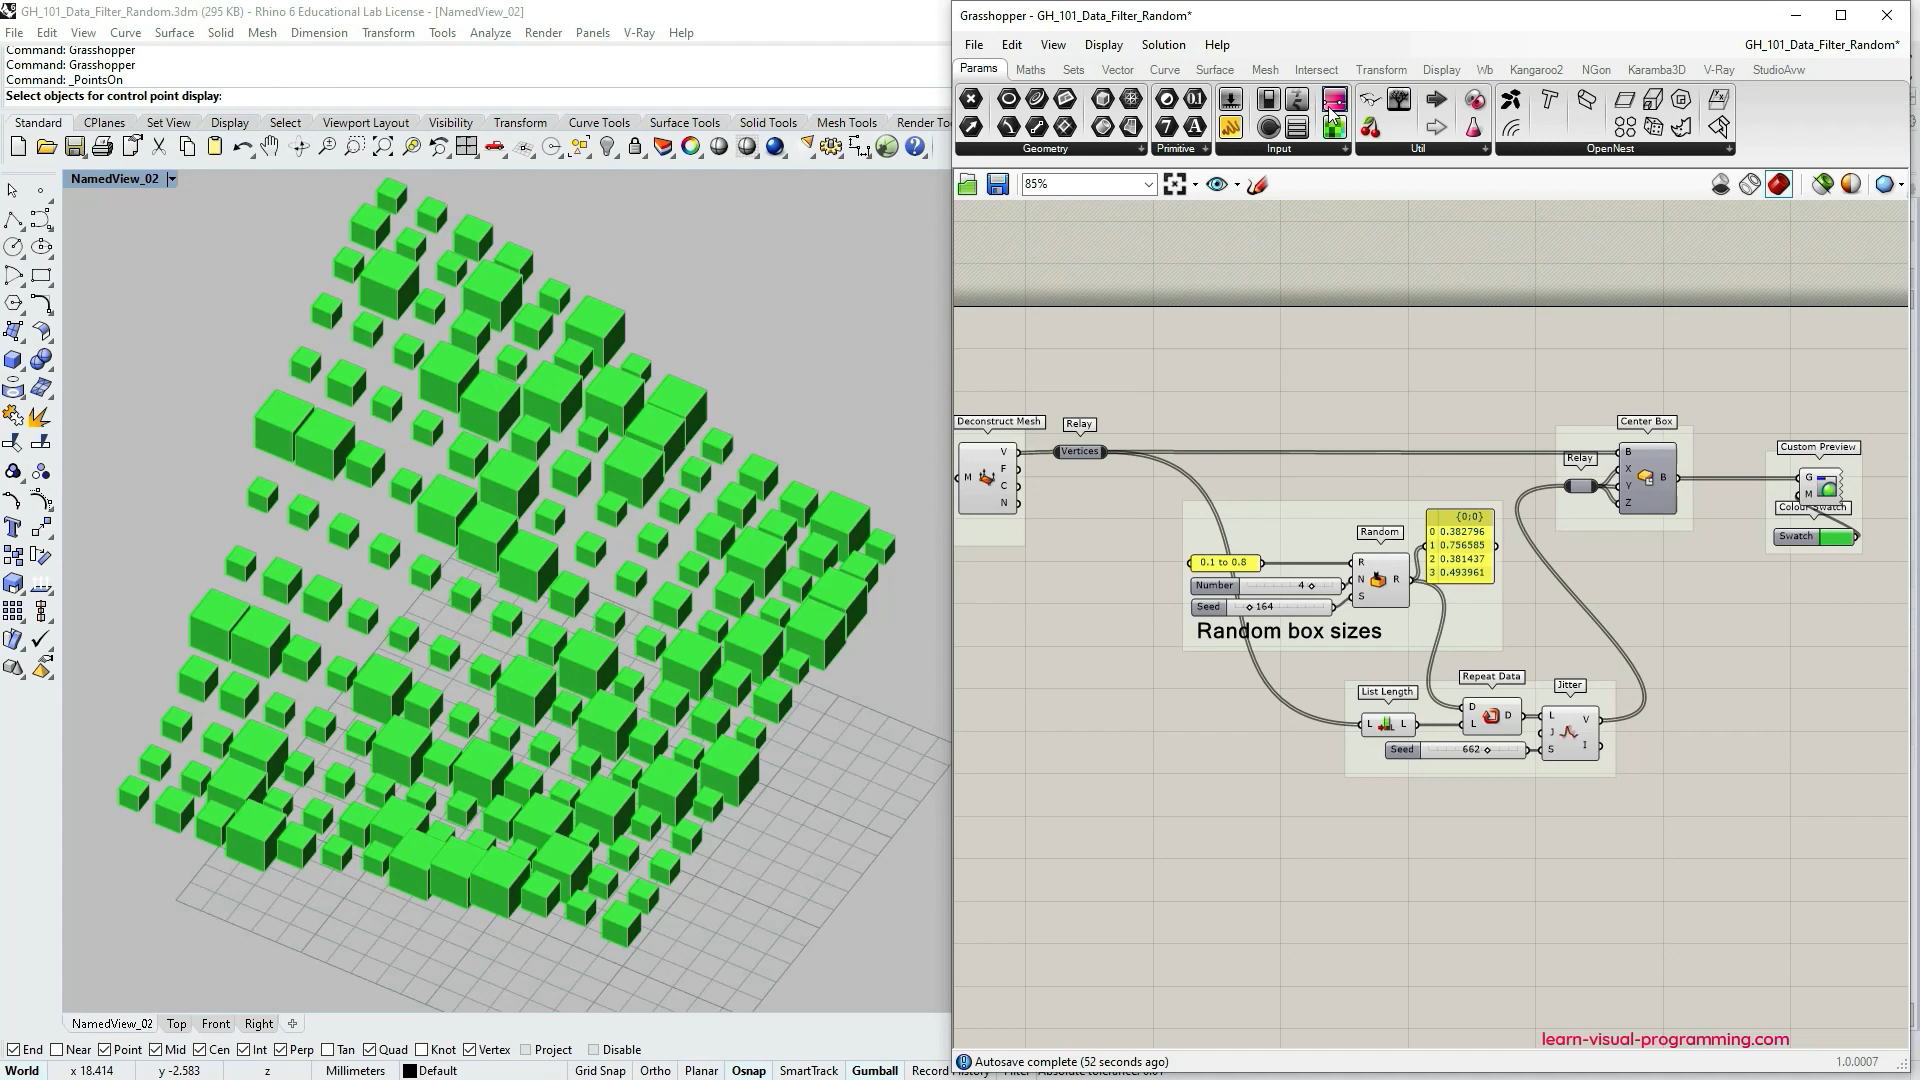 GH_101_Data_Filter_Random.3dm (295 KB) - Rhino 6 Educational Lab License - [NamedView_02]
File Edit View Curve Surface Solid Mesh Dimension Transform Tools Analyze Render Panels V-Ray Help
Command: Grasshopper
Command: Grasshopper
Command: _PointsOn
Select objects for control point display:
Standard CPlanes Set View Display Select Viewport Layout Visibility Transform Curve Tools Surface Tools Solid Tools Mesh Tools Render To
NamedView_02
NamedView_02 Top Front Right
End Near Point Mid Cen Int Perp Tan Quad Knot Vertex Project Disable
World x 18.414 y -2.583 z Millimeters Default Grid Snap Ortho Planar Osnap SmartTrack Gumball Record
Grasshopper - GH_101_Data_Filter_Random*
File Edit View Display Solution Help GH_101_Data_Filter_Random*
Params Maths Sets Vector Curve Surface Mesh Intersect Transform Display Wb Kangaroo2 NGon Karamba3D V-Ray StudioAvw
Geometry Primitive Input Util OpenNest
85%
Deconstruct Mesh
M V F C N
Relay
Vertices
Center Box
B X Y Z B
Relay
Custom Preview
G
M
Colour Swatch
Swatch
Random
R N S R
{0;0}
0 0.382796
1 0.756585
2 0.381437
3 0.493961
0.1 to 0.8
Number 4
Seed 164
Random box sizes
List Length
L L
Repeat Data
D L D
Jitter
L J S V I
Seed 662
learn-visual-programming.com
Autosave complete (52 seconds ago) 1.0.0007